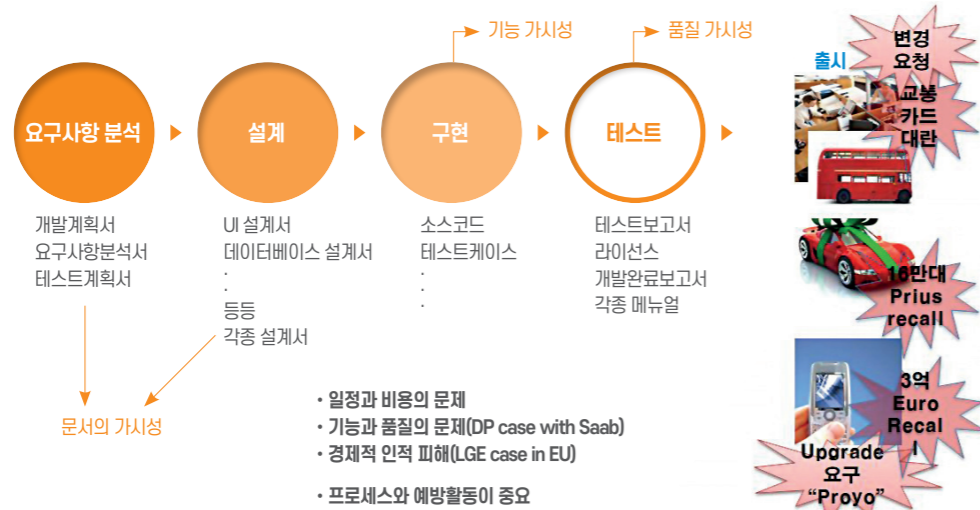 기능 가시성
품질 가시성
요구사항 분석
설계
구현
테스트
개발계획서
요구사항분석서
테스트계획서
UI 설계서
데이터베이스 설계서
.
.
등등
각종 설계서
소스코드
테스트케이스
.
.
.
테스트보고서
라이선스
개발완료보고서
각종 메뉴얼
문서의 가시성
· 일정과 비용의 문제
· 기능과 품질의 문제(DP case with Saab)
· 경제적 인적 피해(LGE case in EU)
· 프로세스와 예방활동이 중요
출시
변경
요청
교통
카드
대란
16만대
Prius
recall
3억
Euro
Recal
l
Upgrade
요구
“Proyo”